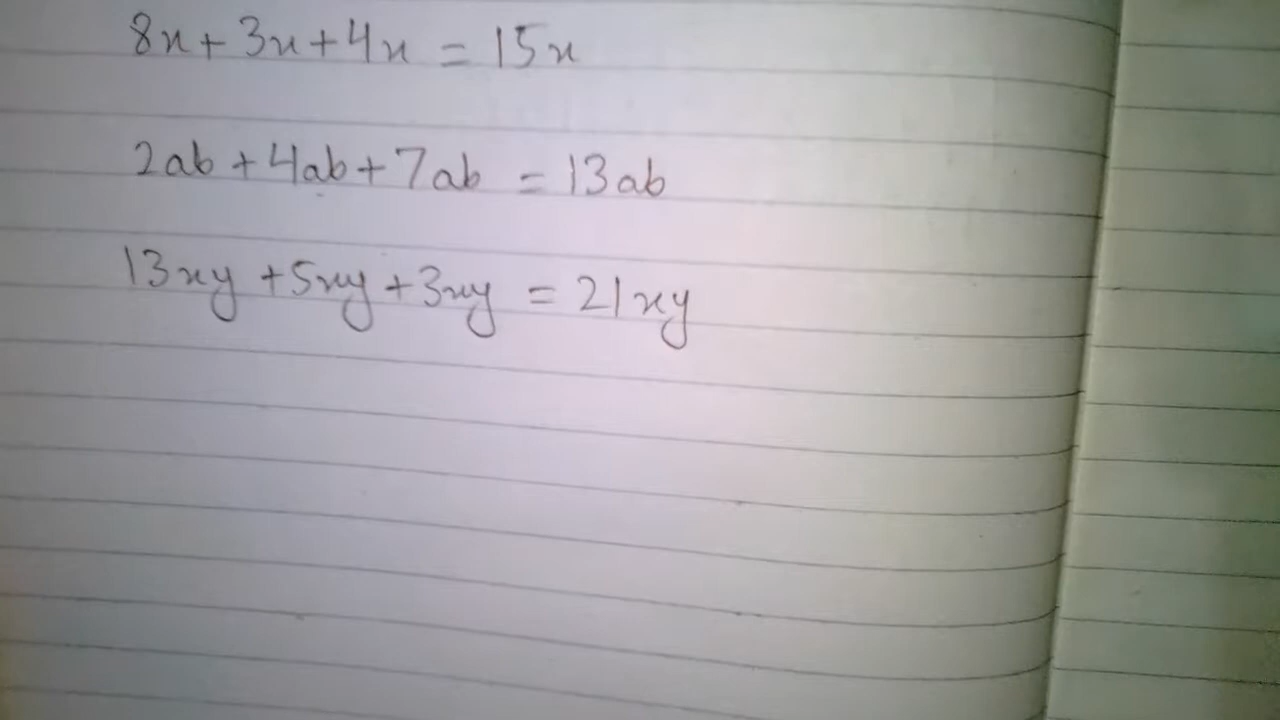 8x + 3x + 4x = 15x
2ab + 4ab + 7ab = 13ab
13xy + 5xy + 3xy = 21xy